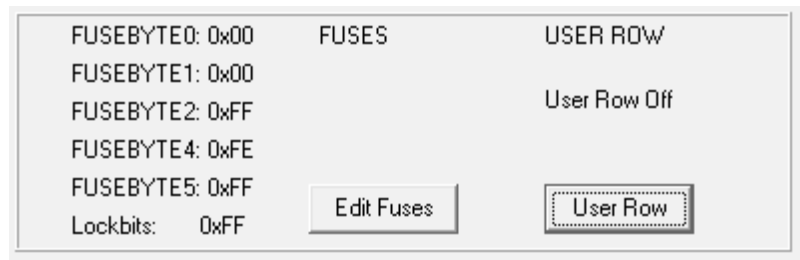 FUSEBYTE0: 0x00 FUSES USER ROW
FUSEBYTE1: 0x00
FUSEBYTE2: 0xFF User Row Off
FUSEBYTE4: 0xFE
FUSEBYTE5: 0xFF
Edit Fuses User Row
Lockbits: 0xFF